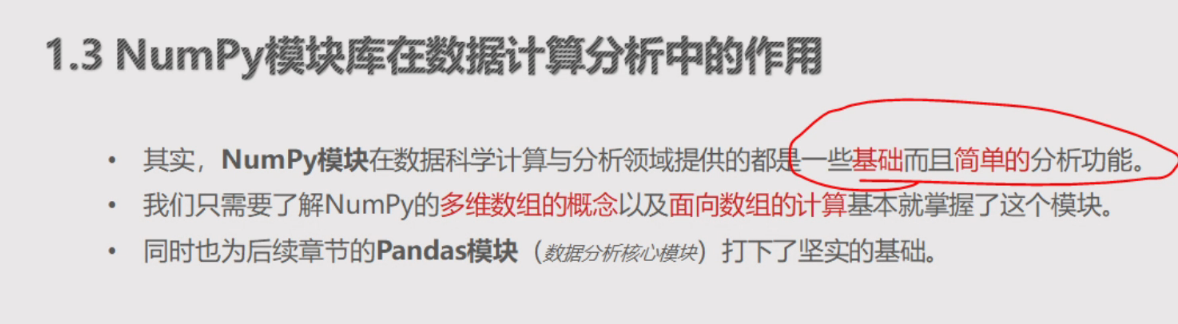 1.3 NumPy模块库在数据计算分析中的作用
• 其实，NumPy模块在数据科学计算与分析领域提供的都是一些基础而且简单的分析功能。
• 我们只需要了解NumPy的多维数组的概念以及面向数组的计算基本就掌握了这个模块。
• 同时也为后续章节的Pandas模块（数据分析核心模块）打下了坚实的基础。